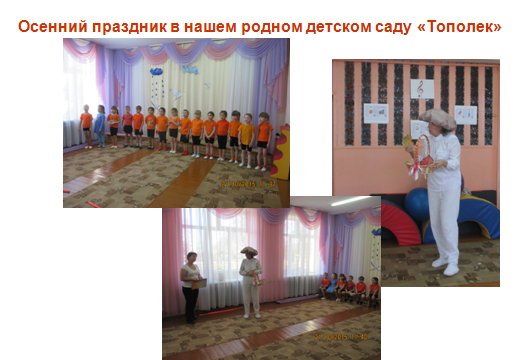 Осенний праздник в нашем родном детском саду «Тополек»